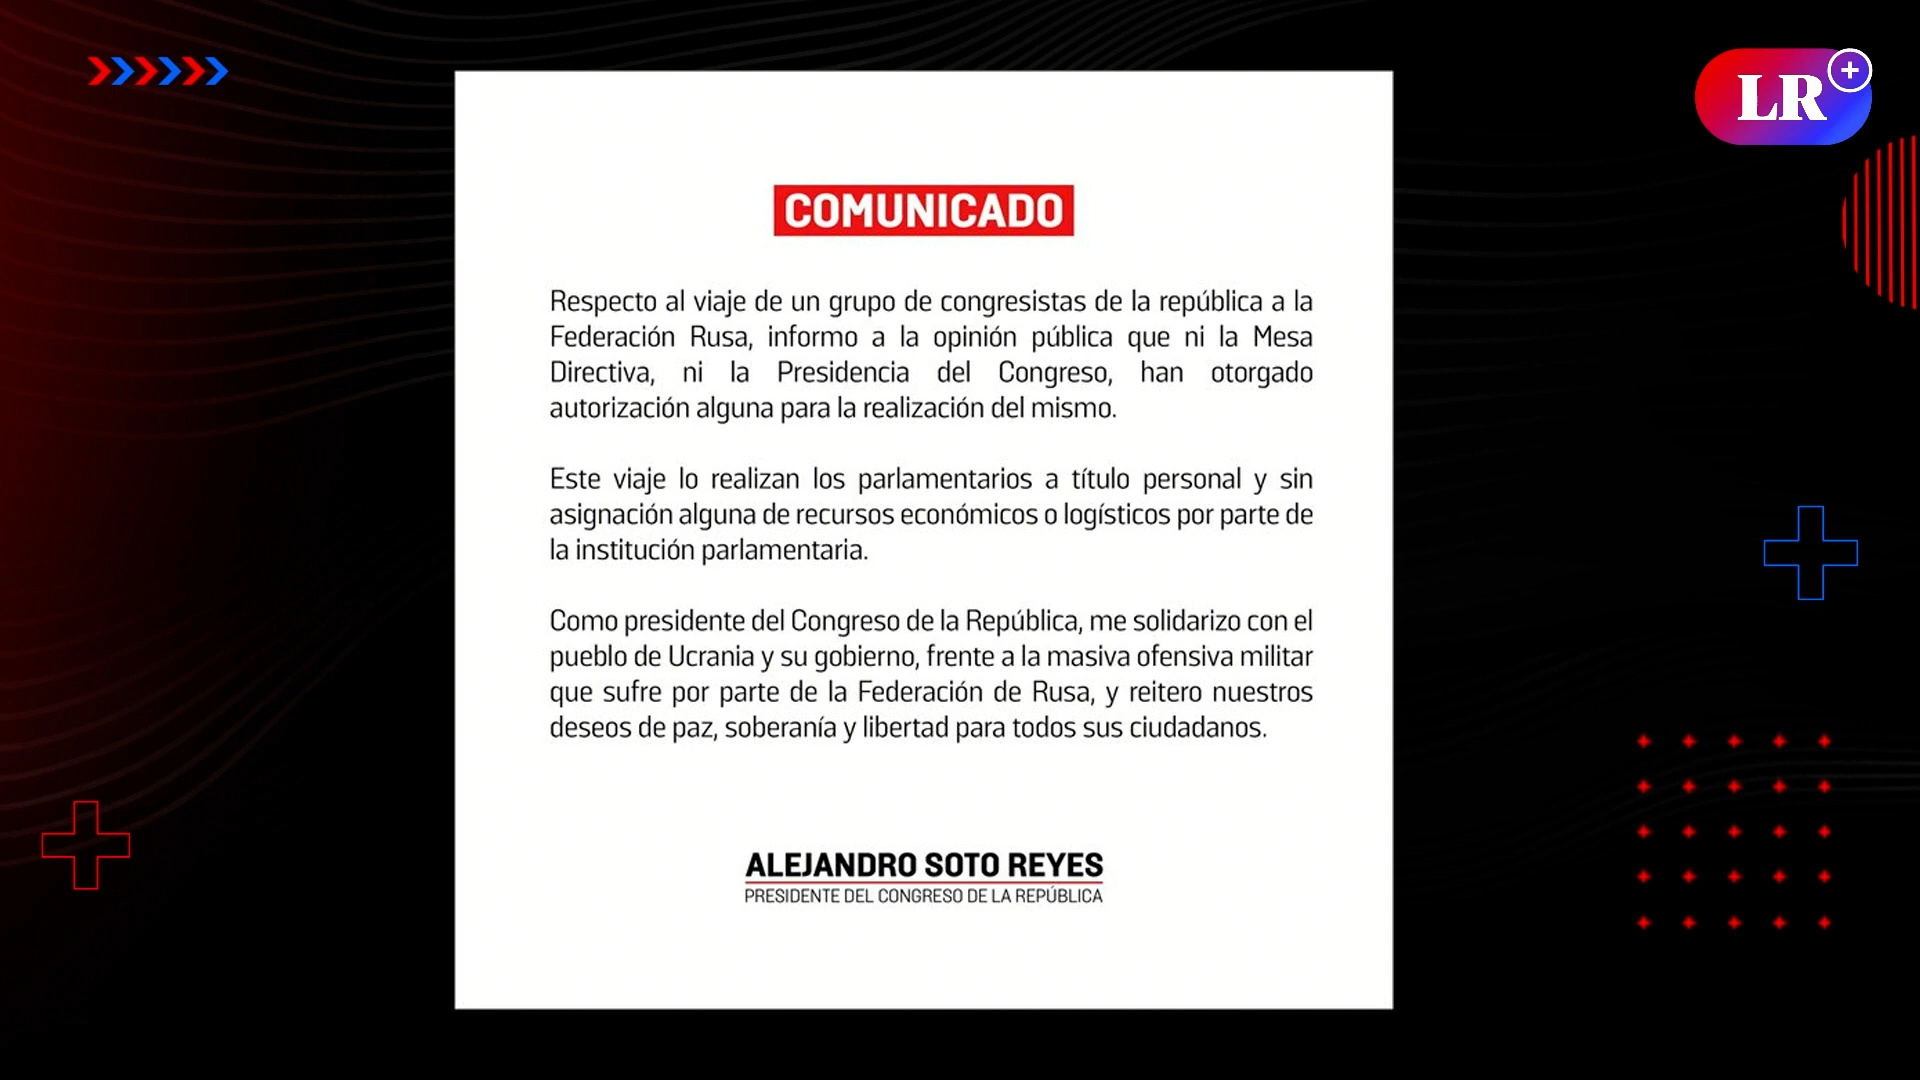 LR+
COMUNICADO
Respecto al viaje de un grupo de congresistas de la república a la
Federación Rusa, informo a la opinión pública que ni la Mesa
Directiva, ni la Presidencia del Congreso, han otorgado
autorización alguna para la realización del mismo.
Este viaje lo realizan los parlamentarios a título personal y sin
asignación alguna de recursos económicos o logísticos por parte de
la institución parlamentaria.
Como presidente del Congreso de la República, me solidarizo con el
pueblo de Ucrania y su gobierno, frente a la masiva ofensiva militar
que sufre por parte de la Federación de Rusa, y reitero nuestros
deseos de paz, soberanía y libertad para todos sus ciudadanos.
ALEJANDRO SOTO REYES
PRESIDENTE DEL CONGRESO DE LA REPÚBLICA